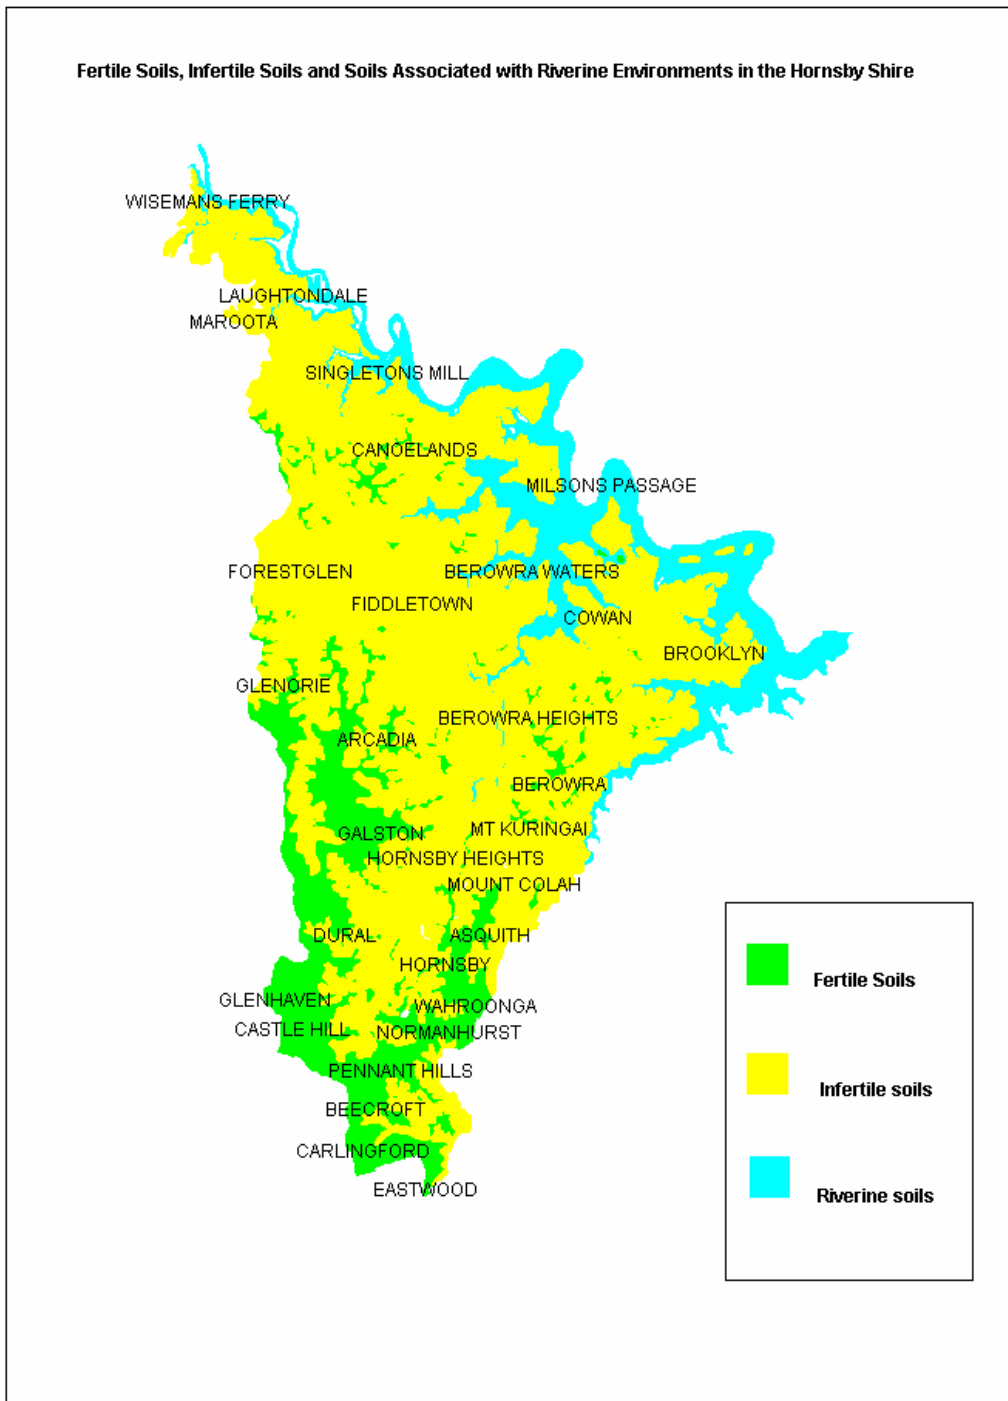 Fertile Soils, Infertile Soils and Soils Associated with Riverine Environments in the Hornsby Shire
WISEMANS FERRY
LAUGHTONDALE
MAROOTA
SINGLETONS MILL
CANOELANDS
MILSONS PASSAGE
FORESTGLEN
BEROWRA WATERS
FIDDLETOWN
COWAN
BROOKLYN
GLENORIE
BEROWRA HEIGHTS
ARCADIA
BEROWRA
MT KURINGAI
GALSTON
HORNSBY HEIGHTS
MOUNT COLAH
DURAL
ASQUITH
HORNSBY
GLENHAVEN
WAHROONGA
CASTLE HILL
NORMANHURST
PENNANT HILLS
BEECROFT
CARLINGFORD
EASTWOOD
Fertile Soils
Infertile soils
Riverine soils